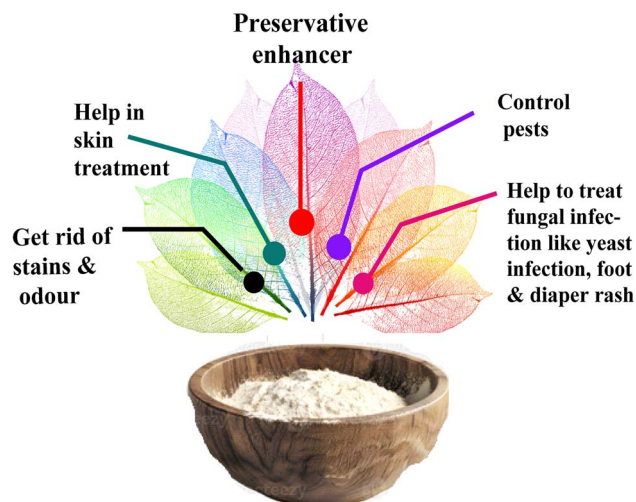 Preservative
enhancer
Help in
skin
treatment
Control
pests
Get rid of
stains &
odour
Help to treat
fungal infec-
tion like yeast
infection, foot
& diaper rash